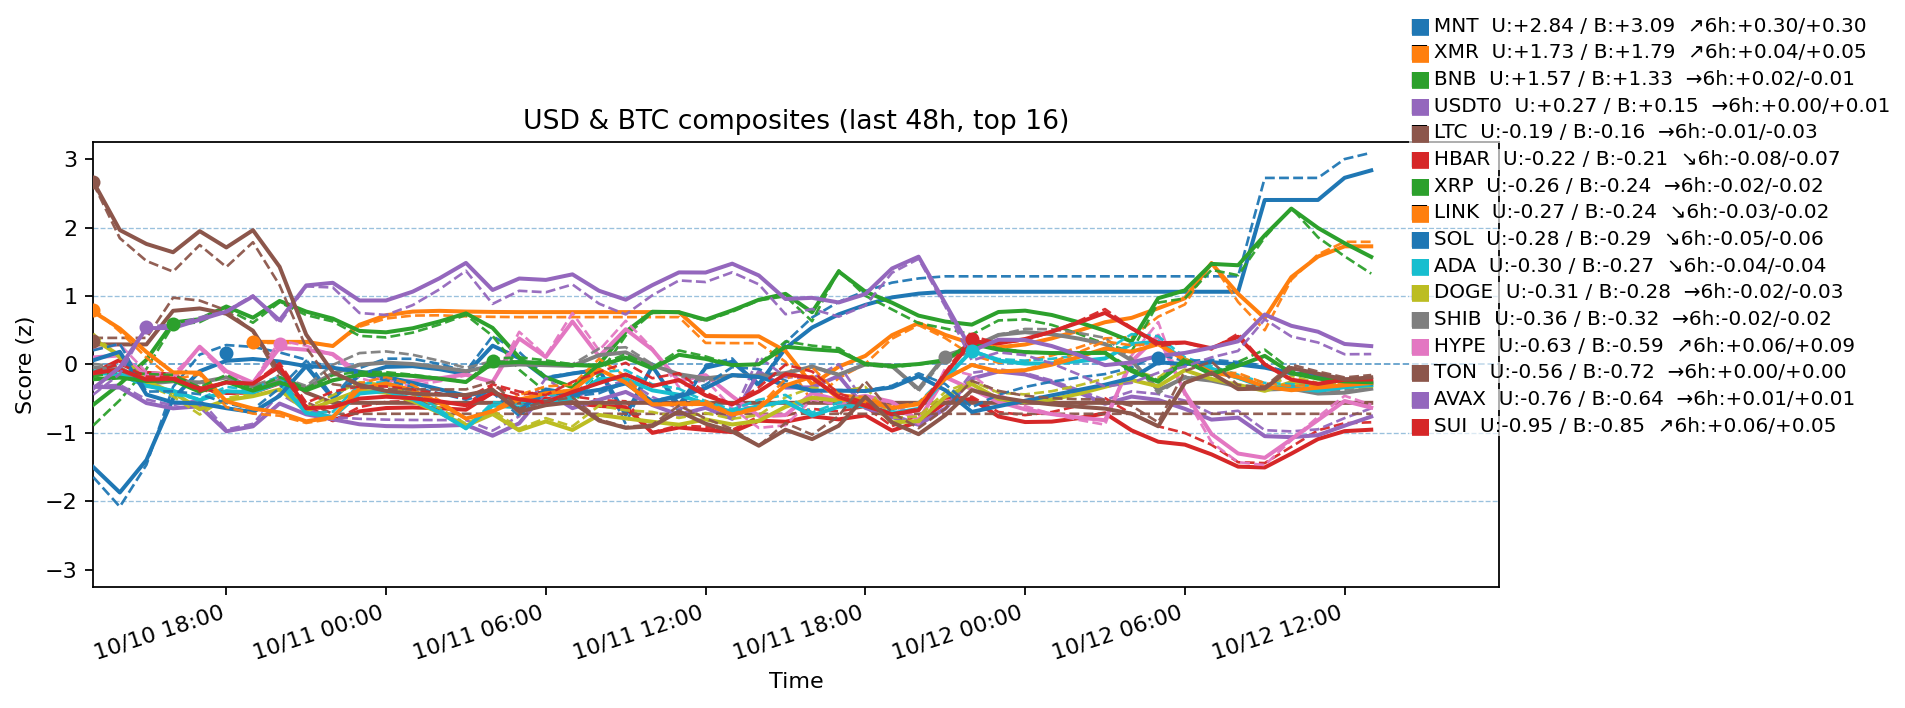 MNT U:+2.84 / B:+3.09 ↗6h:+0.30/+0.30
XMR U:+1.73 / B:+1.79 ↗6h:+0.04/+0.05
BNB U:+1.57 / B:+1.33 →6h:+0.02/-0.01
USDT0 U:+0.27 / B:+0.15 →6h:+0.00/+0.01
LTC U:-0.19 / B:-0.16 →6h:-0.01/-0.03
HBAR U:-0.22 / B:-0.21 ↘6h:-0.08/-0.07
XRP U:-0.26 / B:-0.24 →6h:-0.02/-0.02
LINK U:-0.27 / B:-0.24 ↘6h:-0.03/-0.02
SOL U:-0.28 / B:-0.29 ↘6h:-0.05/-0.06
ADA U:-0.30 / B:-0.27 ↘6h:-0.04/-0.04
DOGE U:-0.31 / B:-0.28 →6h:-0.02/-0.03
SHIB U:-0.36 / B:-0.32 →6h:-0.02/-0.02
HYPE U:-0.63 / B:-0.59 ↗6h:+0.06/+0.09
TON U:-0.56 / B:-0.72 →6h:+0.00/+0.00
AVAX U:-0.76 / B:-0.64 →6h:+0.01/+0.01
SUI U:-0.95 / B:-0.85 ↗6h:+0.06/+0.05
USD & BTC composites (last 48h, top 16)
Score (z)
3
2
1
0
−1
−2
−3
10/10 18:00
10/11 00:00
10/11 06:00
10/11 12:00
10/11 18:00
10/12 00:00
10/12 06:00
10/12 12:00
Time